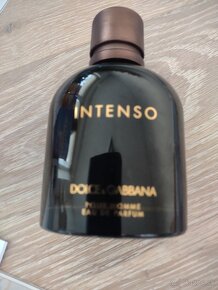 INTENSO
DOLCE & GABBANA
POUR HOMME
EAU DE PARFUM